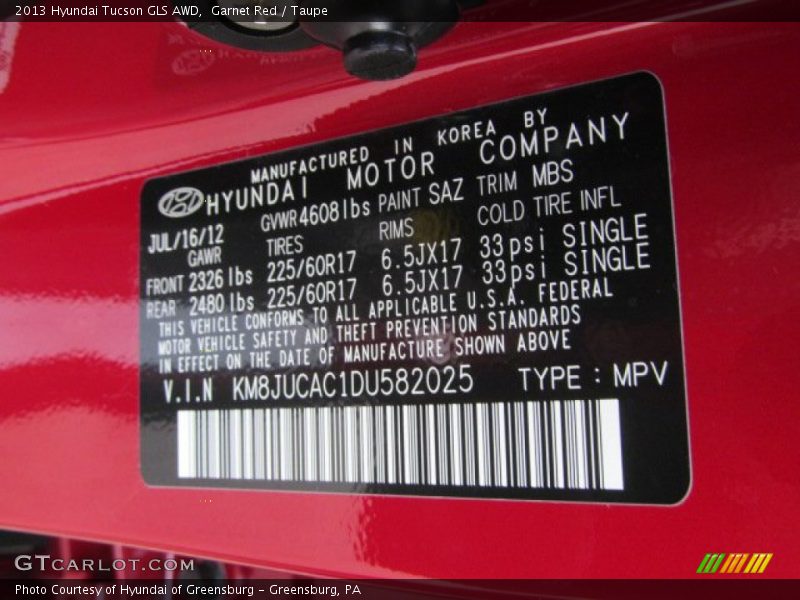 2013 Hyundai Tucson GLS AWD, Garnet Red / Taupe
MANUFACTURED IN KOREA BY
HYUNDAI MOTOR COMPANY
JUL/16/12 GVWR 4608 lbs PAINT SAZ TRIM MBS
GAWR TIRES RIMS COLD TIRE INFL
FRONT 2326 lbs 225/60R17 6.5JX17 33psi SINGLE
REAR 2480 lbs 225/60R17 6.5JX17 33psi SINGLE
THIS VEHICLE CONFORMS TO ALL APPLICABLE U.S.A. FEDERAL
MOTOR VEHICLE SAFETY AND THEFT PREVENTION STANDARDS
IN EFFECT ON THE DATE OF MANUFACTURE SHOWN ABOVE
V.I.N KM8JUCAC1DU582025 TYPE : MPV
GTCARLOT.COM
Photo Courtesy of Hyundai of Greensburg - Greensburg, PA